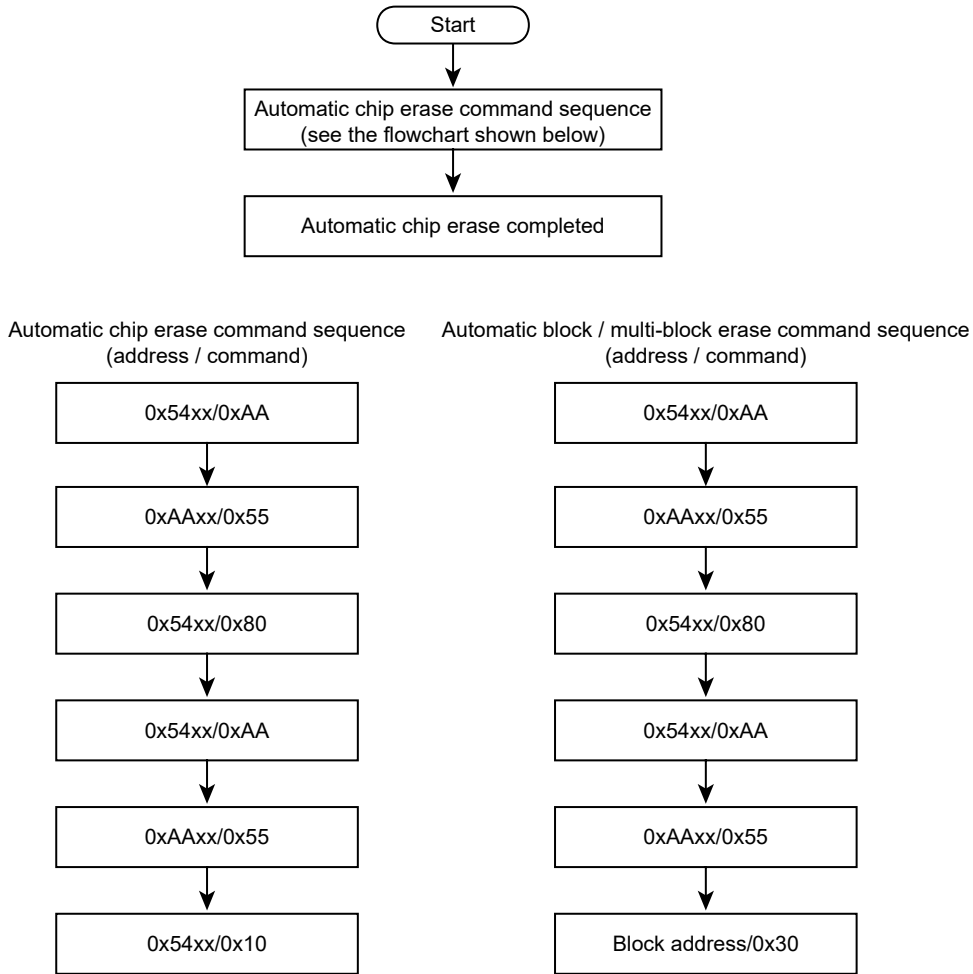 Start
Automatic chip erase command sequence
(see the flowchart shown below)
Automatic chip erase completed
Automatic chip erase command sequence
(address / command)
0x54xx/0xAA
0xAAxx/0x55
0x54xx/0x80
0x54xx/0xAA
0xAAxx/0x55
0x54xx/0x10
Automatic block / multi-block erase command sequence
(address / command)
0x54xx/0xAA
0xAAxx/0x55
0x54xx/0x80
0x54xx/0xAA
0xAAxx/0x55
Block address/0x30